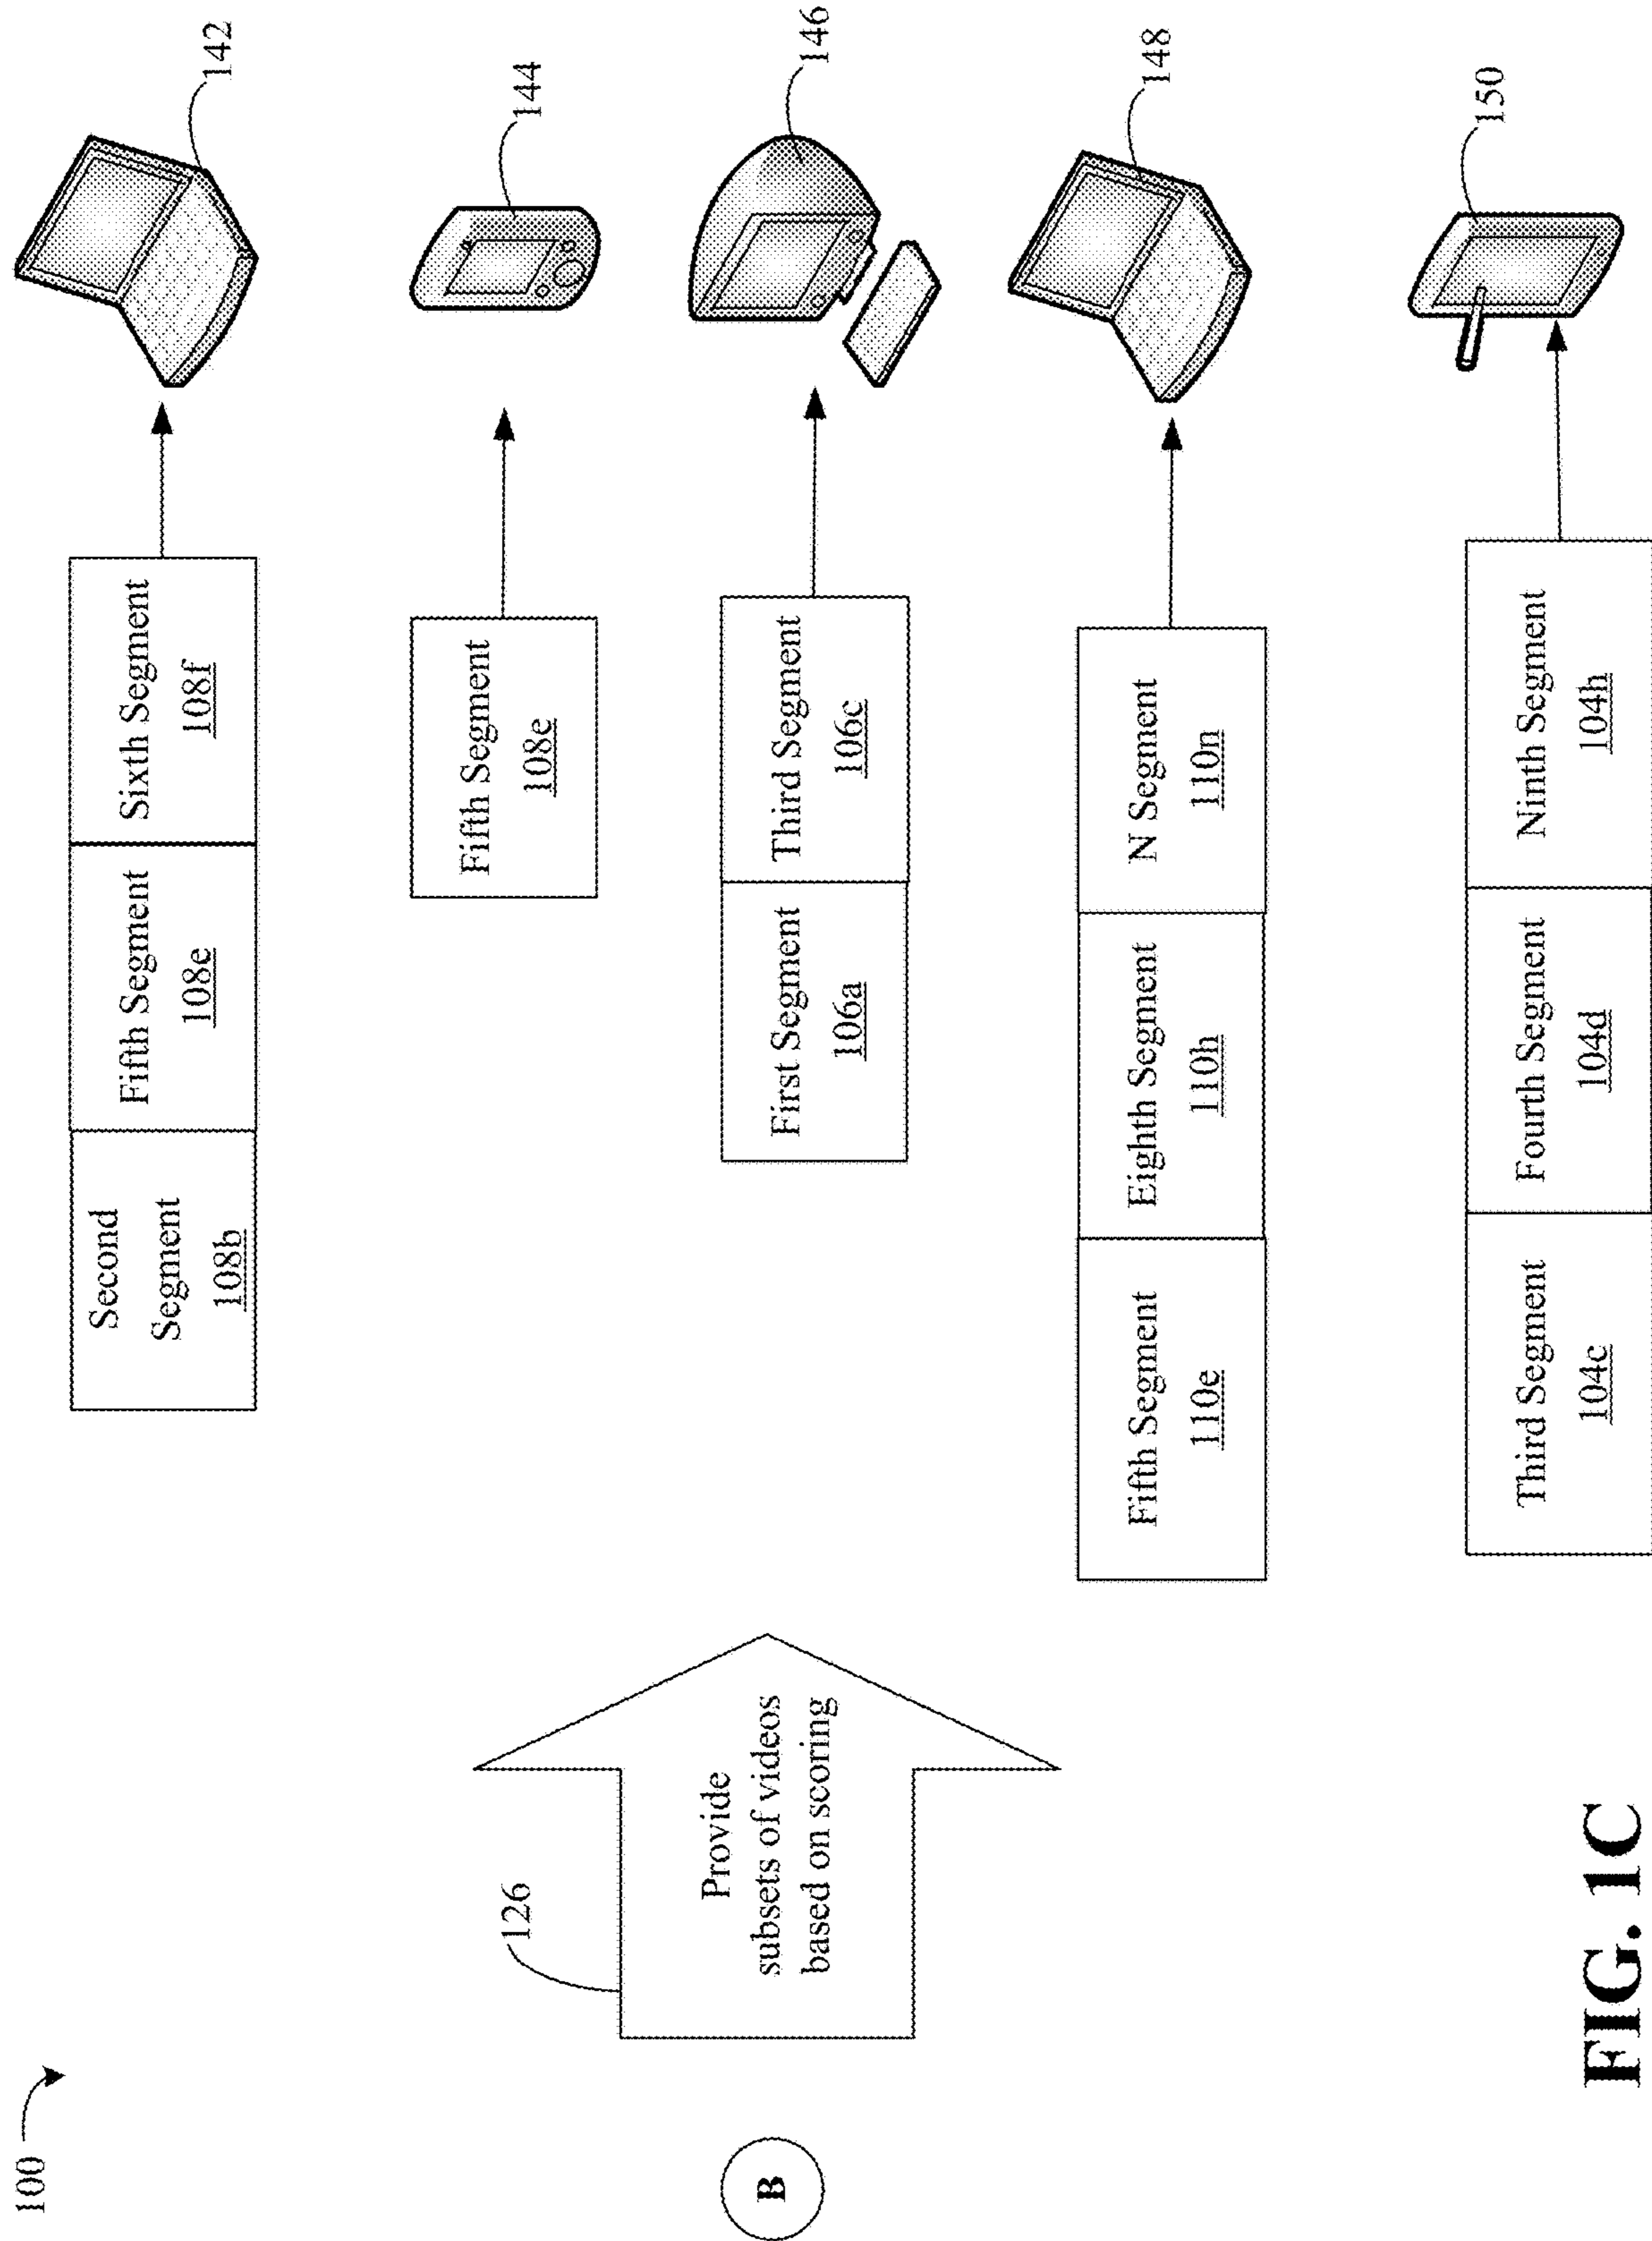 100
B
126
Provide
subsets of videos
based on scoring
Second
Segment
108b
Fifth Segment
108e
Sixth Segment
108f
142
Fifth Segment
108e
144
First Segment
106a
Third Segment
106c
146
Fifth Segment
110e
Eighth Segment
110h
N Segment
110n
148
Third Segment
104c
Fourth Segment
104d
Ninth Segment
104h
150
FIG. 1C